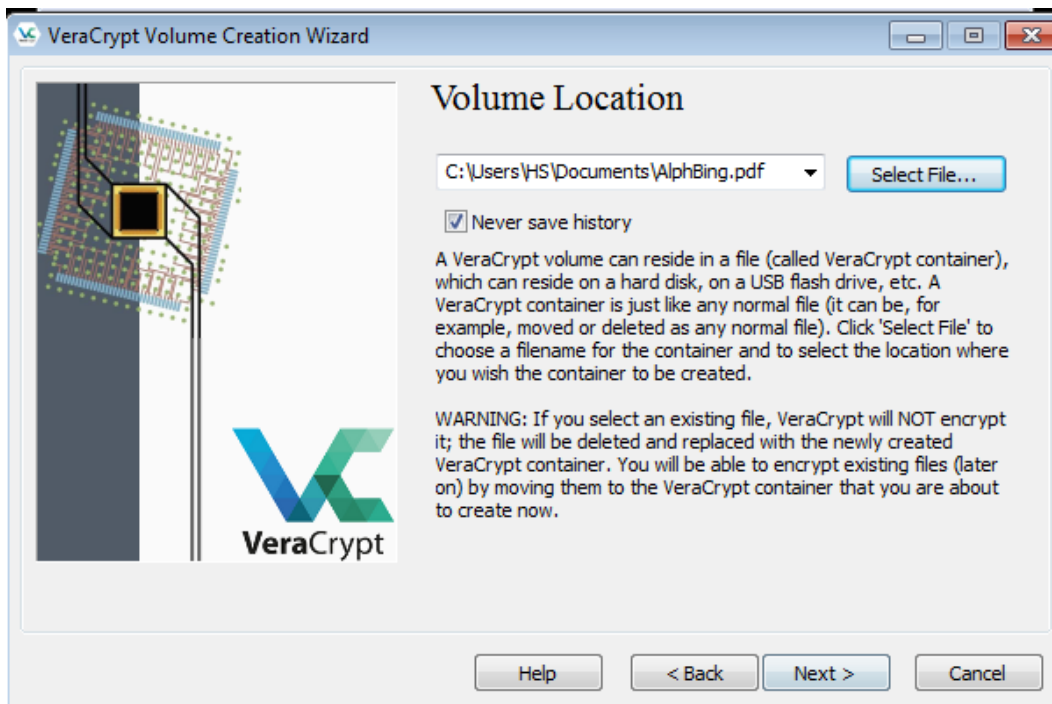 VeraCrypt Volume Creation Wizard
Volume Location
C:\Users\HS\Documents\AlphBing.pdf
Select File...
Never save history
A VeraCrypt volume can reside in a file (called VeraCrypt container),
which can reside on a hard disk, on a USB flash drive, etc. A
VeraCrypt container is just like any normal file (it can be, for
example, moved or deleted as any normal file). Click 'Select File' to
choose a filename for the container and to select the location where
you wish the container to be created.
WARNING: If you select an existing file, VeraCrypt will NOT encrypt
it; the file will be deleted and replaced with the newly created
VeraCrypt container. You will be able to encrypt existing files (later
on) by moving them to the VeraCrypt container that you are about
to create now.
VeraCrypt
Help
< Back
Next >
Cancel